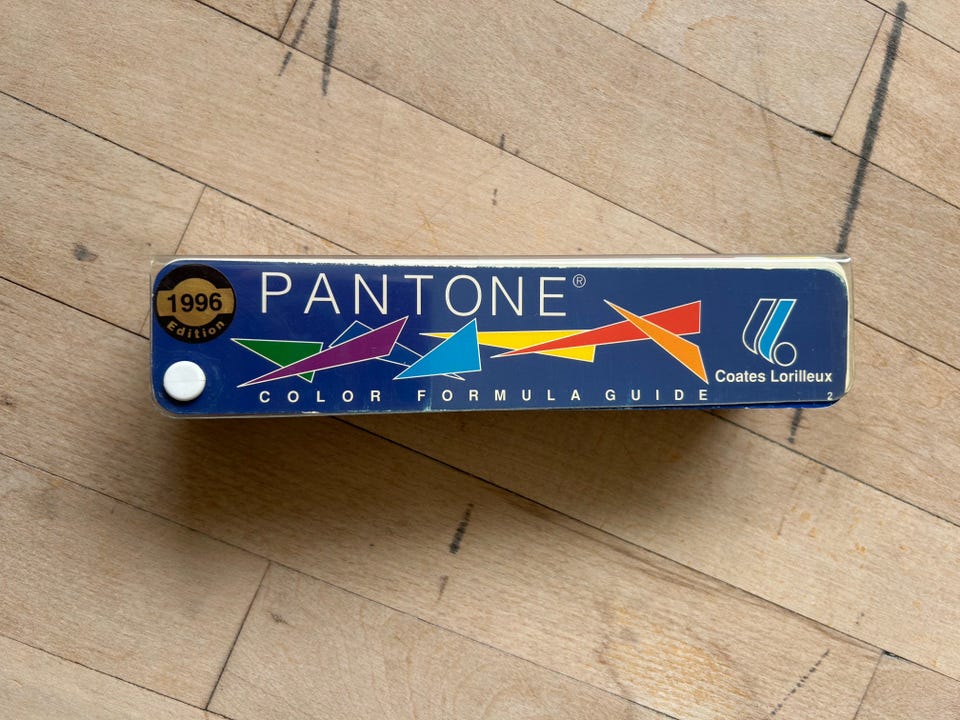 1996
Edition
PANTONE®
COLOR FORMULA GUIDE
Coates Lorilleux
2